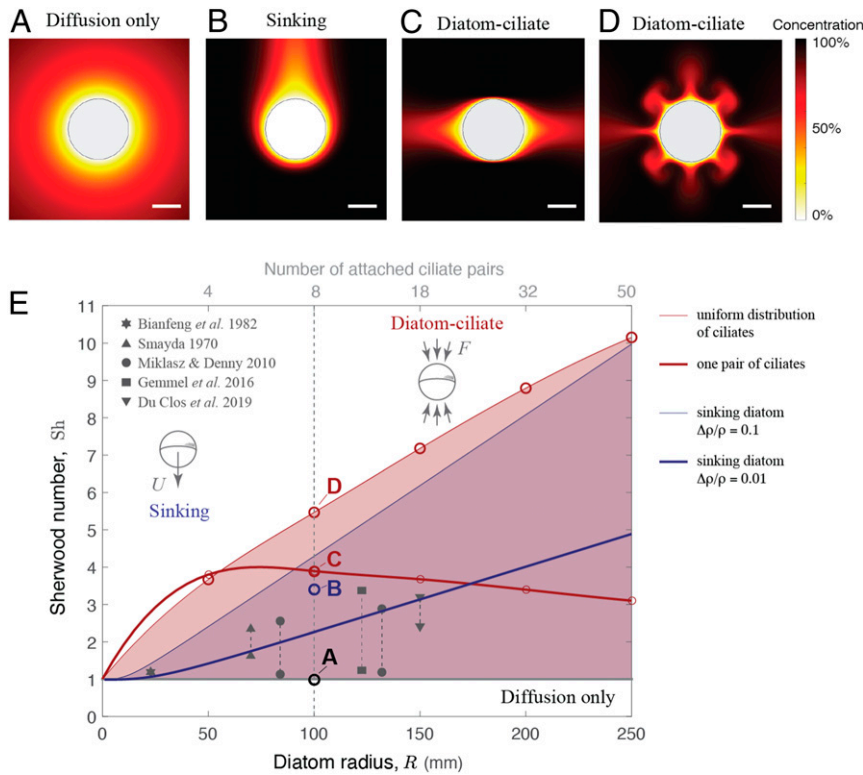 A
Diffusion only
B
Sinking
C
Diatom-ciliate
D
Diatom-ciliate
Concentration
100%
50%
0%
E
Number of attached ciliate pairs
4 8 18 32 50
11
10
9
8
7
6
5
4
3
2
1
0
Sherwood number, Sh
Bianfeng et al. 1982
Smayda 1970
Miklasz & Denny 2010
Gemmel et al. 2016
Du Clos et al. 2019
Diatom-ciliate
F
U
Sinking
D
C
B
A
Diffusion only
0 50 100 150 200 250
Diatom radius, R (mm)
uniform distribution
of ciliates
one pair of ciliates
sinking diatom
Δρ/ρ = 0.1
sinking diatom
Δρ/ρ = 0.01